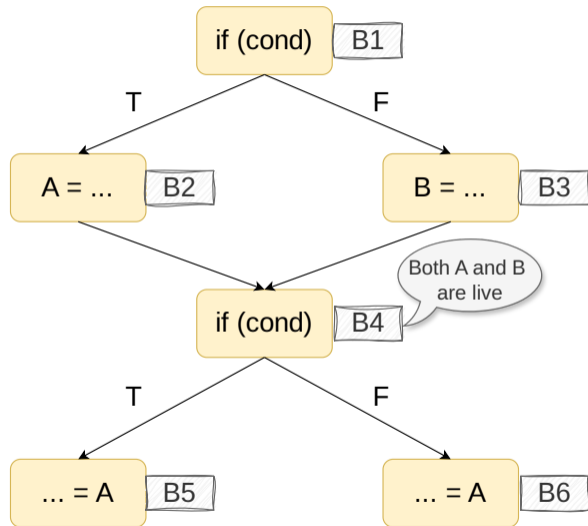 if (cond)
B1
T
F
A = ...
B2
B = ...
B3
Both A and B
are live
if (cond)
B4
T
F
... = A
B5
... = A
B6